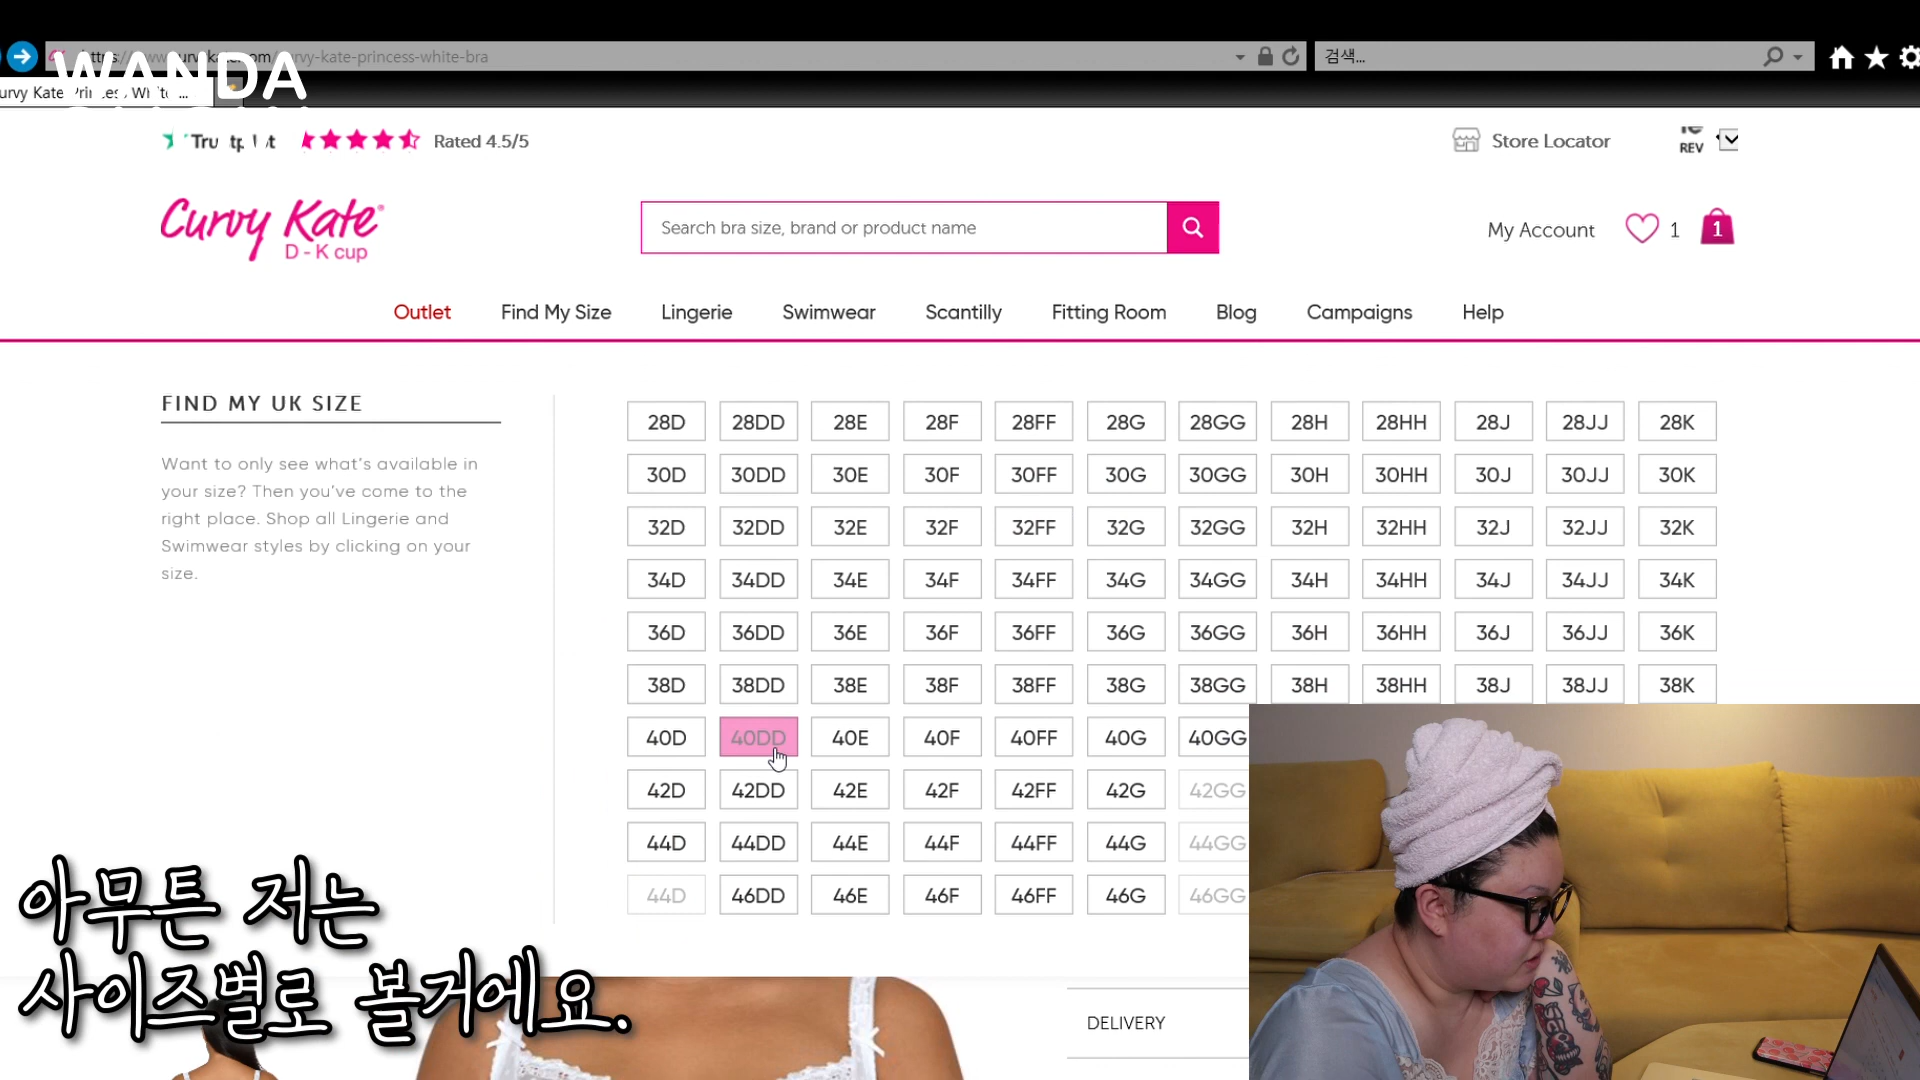 WANDA
검색...
Rated 4.5/5
Store Locator
REV
Curvy Kate
D - K cup
Search bra size, brand or product name
My Account
1
1
Outlet
Find My Size
Lingerie
Swimwear
Scantilly
Fitting Room
Blog
Campaigns
Help
FIND MY UK SIZE
Want to only see what's available in
your size? Then you've come to the
right place. Shop all Lingerie and
Swimwear styles by clicking on your
size.
28D 28DD 28E 28F 28FF 28G 28GG 28H 28HH 28J 28JJ 28K
30D 30DD 30E 30F 30FF 30G 30GG 30H 30HH 30J 30JJ 30K
32D 32DD 32E 32F 32FF 32G 32GG 32H 32HH 32J 32JJ 32K
34D 34DD 34E 34F 34FF 34G 34GG 34H 34HH 34J 34JJ 34K
36D 36DD 36E 36F 36FF 36G 36GG 36H 36HH 36J 36JJ 36K
38D 38DD 38E 38F 38FF 38G 38GG 38H 38HH 38J 38JJ 38K
40D 40DD 40E 40F 40FF 40G 40GG
42D 42DD 42E 42F 42FF 42G 42GG
44D 44DD 44E 44F 44FF 44G 44GG
44D 46DD 46E 46F 46FF 46G 46GG
아무튼 저는
사이즈별로 볼거에요.
DELIVERY